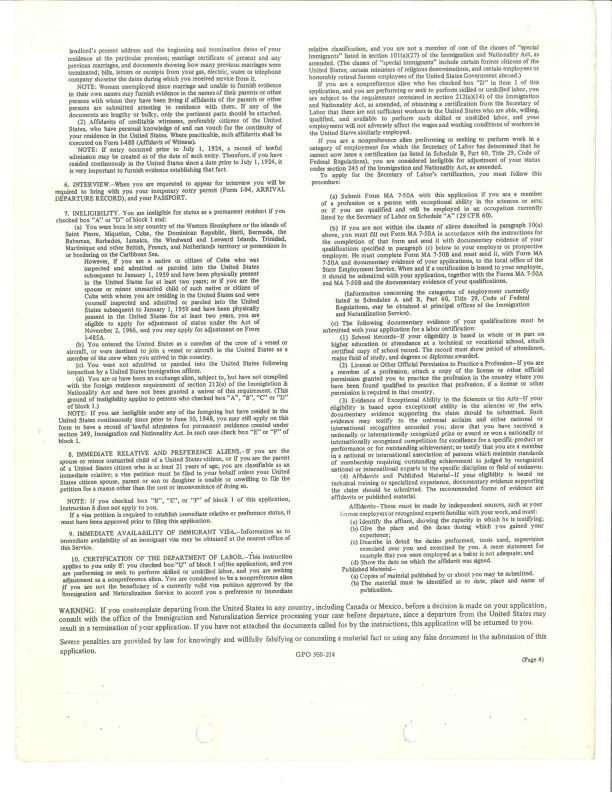 landlord's present address and the beginning and termination dates of your
residence at the particular premises; marriage certificate of present and any
previous marriages, and documents showing how previous marriages were
terminated; bills, letters or receipts from your gas, electric, water or telephone
company showing the dates during which you received service from it.
NOTE: Women unemployed since marriage and unable to furnish evidence
in their own names may furnish evidence in the names of their parents or other
persons with whom they have been living if affidavits of the parents or other
persons are submitted attesting to residence with them. If any of the
documents are lengthy or bulky, only the pertinent parts should be attached.
(2) Affidavits of creditable witnesses, preferably citizens of the United
States, who have personal knowledge of and can vouch for the continuity of
your residence in the United States. Where practicable, such affidavits shall be
executed on Form I-488 (Affidavit of Witness).
NOTE: If entry occurred prior to July 1, 1924, a record of lawful
admission may be created as of the date of such entry. Therefore, if you have
resided continuously in the United States since a date prior to July 1, 1924, it
is very important to furnish evidence establishing that fact.
6. INTERVIEW.—When you are requested to appear for interview you will be
required to bring with you your temporary entry permit (Form I-94, ARRIVAL
DEPARTURE RECORD), and your PASSPORT.
7. INELIGIBILITY. You are ineligible for status as a permanent resident if you
checked box "A" or "D" of block 1 and:
(a) You were born in any country of the Western Hemisphere or the islands of
Saint Pierre, Miquelon, Cuba, the Dominican Republic, Haiti, Bermuda, the
Bahamas, Barbados, Jamaica, the Windward and Leeward Islands, Trinidad,
Martinique and other British, French, and Netherlands territory or possessions in
or bordering on the Caribbean Sea.
However, if you are a native or citizen of Cuba who was
inspected and admitted or paroled into the United States
subsequent to January 1, 1959 and have been physically present
in the United States for at least two years; or if you are the
spouse or minor unmarried child of such native or citizen of
Cuba with whom you are residing in the United States and were
yourself inspected and admitted or paroled into the United
States subsequent to January 1, 1959 and have been physically
present in the United States for at least two years, you are
eligible to apply for adjustment of status under the Act of
November 2, 1966, and you may apply for adjustment on Form
I-485A.
(b) You entered the United States as a member of the crew of a vessel or
aircraft, or were destined to join a vessel or aircraft in the United States as a
member of the crew when you arrived in this country.
(c) You were not admitted or paroled into the United States following
inspection by a United States immigration officer.
(d) You are or have been an exchange alien, subject to, but have not complied
with the foreign residence requirement of section 212(e) of the Immigration &
Nationality Act and have not been granted a waiver of this requirement. (This
ground of ineligibility applies to persons who checked box "A", "B", "C" or "D"
of block 1.)
NOTE: If you are ineligible under any of the foregoing but have resided in the
United States continuously since prior to June 30, 1948, you may still apply on this
form to have a record of lawful admission for permanent residence created under
section 249, Immigration and Nationality Act. In such case check box "E" or "F" of
block 1.
8. IMMEDIATE RELATIVE AND PREFERENCE ALIENS.—If you are the
spouse or minor unmarried child of a United States citizen, or if you are the parent
of a United States citizen who is at least 21 years of age, you are classifiable as an
immediate relative; a visa petition must be filed in your behalf unless your United
States citizen spouse, parent or son or daughter is unable or unwilling to file the
petition for a reason other than the cost or inconvenience of doing so.
NOTE: If you checked box "B", "E", or "F" of block 1 of this application,
Instruction 8 does not apply to you.
If a visa petition is required to establish immediate relative or preference status, it
must have been approved prior to filing this application.
9. IMMEDIATE AVAILABILITY OF IMMIGRANT VISA.—Information as to
immediate availability of an immigrant visa may be obtained at the nearest office of
this Service.
10. CERTIFICATION OF THE DEPARTMENT OF LABOR.—This instruction
applies to you only if: you checked box "D" of block 1 of the application, and you
are performing or seek to perform skilled or unskilled labor, and you are seeking
adjustment as a nonpreference alien. You are considered to be a nonpreference alien
if you are not the beneficiary of a currently valid visa petition approved by the
Immigration and Naturalization Service to accord you a preference or immediate
relative classification, and you are not a member of one of the classes of "special
immigrants" listed in section 101(a)(27) of the Immigration and Nationality Act, as
amended. (The classes of "special immigrants" include certain former citizens of the
United States; certain ministers of religious denominations, and certain employees or
honorably retired former employees of the United States Government abroad.)
If you are a nonpreference alien who has checked box "D" in item 1 of this
application, and you are performing or seek to perform skilled or unskilled labor, you
are subject to the requirement contained in section 212(a)(14) of the Immigration
and Nationality Act, as amended, of obtaining a certification from the Secretary of
Labor that there are not sufficient workers in the United States who are able, willing,
qualified, and available to perform such skilled or unskilled labor, and your
employment will not adversely affect the wages and working conditions of workers in
the United States similarly employed.
If you are a nonpreference alien performing or seeking to perform work in a
category of employment for which the Secretary of Labor has determined that he
cannot now issue a certification (as listed in Schedule B, Part 60, Title 29, Code of
Federal Regulations), you are considered ineligible for adjustment of your status
under section 245 of the Immigration and Nationality Act, as amended.
To apply for the Secretary of Labor's certification, you must follow this
procedure:
(a) Submit Form MA 7-50A with this application if you are a member
of a profession or a person with exceptional ability in the sciences or arts;
or if you are qualified and will be employed in an occupation currently
listed by the Secretary of Labor on Schedule "A" (29 CFR 60).
(b) If you are not within the classes of aliens described in paragraph 10(a)
above, you must fill out Form MA 7-50A in accordance with the instructions for
the completion of that form and send it with documentary evidence of your
qualifications specified in paragraph (c) below to your employer or prospective
employer. He must complete Form MA 7-50B and must send it, with Form MA
7-50A and documentary evidence of your qualifications, to the local office of the
State Employment Service. When and if a certification is issued to your employer,
it should be submitted with your application, together with the Forms MA 7-50A
and MA 7-50B and the documentary evidence of your qualifications.
(Information concerning the categories of employment currently
listed in Schedules A and B, Part 60, Title 29, Code of Federal
Regulations, may be obtained at principal offices of the Immigration
and Naturalization Service).
(c) The following documentary evidence of your qualifications must be
submitted with your application for a labor certification:
(1) School Records—If your eligibility is based in whole or in part on
higher education or attendance at a technical or vocational school, attach
certified copy of school record. The record must show period of attendance,
major field of study, and degrees or diplomas awarded.
(2) License or Other Official Permission to Practice a Profession—If you are
a member of a profession, attach a copy of the license or other official
permission granted you to practice the profession in the country where you
have been found qualified to practice that profession, if a license or other
permission is required in that country.
(3) Evidence of Exceptional Ability in the Sciences or the Arts—If your
eligibility is based upon exceptional ability in the sciences or the arts,
documentary evidence supporting the claim should be submitted. Such
evidence may testify to the universal acclaim and either national or
international recognition accorded you; show that you have received a
nationally or internationally recognized prize or award or won a nationally or
internationally recognized competition for excellence for a specific product or
performance or for outstanding achievement; or testify that you are a member
in a national or international association of persons which maintain standards
of membership requiring outstanding achievement as judged by recognized
national or international experts in the specific discipline or field of endeavor.
(4) Affidavits and Published Material—If your eligibility is based on
technical training or specialized experience, documentary evidence supporting
the claim should be submitted. The recommended forms of evidence are
affidavits or published material.
Affidavits—These must be made by independent sources, such as your
former employers or recognized experts familiar with your work, and must:
(a) Identify the affiant, showing the capacity in which he is testifying;
(b) Give the place and the dates during which you gained your
experience;
(c) Describe in detail the duties performed, tools used, supervision
exercised over you and exercised by you. A mere statement for
example that you were employed as a baker is not adequate; and
(d) Show the date on which the affidavit was signed.
Published Material—
(a) Copies of material published by or about you may be submitted.
(b) The material must be identified as to date, place and name of
publication.
WARNING: If you contemplate departing from the United States to any country, including Canada or Mexico, before a decision is made on your application,
consult with the office of the Immigration and Naturalization Service processing your case before departure, since a departure from the United States may
result in a termination of your application. If you have not attached the documents called for by the instructions, this application will be returned to you.
Severe penalties are provided by law for knowingly and willfully falsifying or concealing a material fact or using any false document in the submission of this
application.
GPO 950-214
(Page 4)